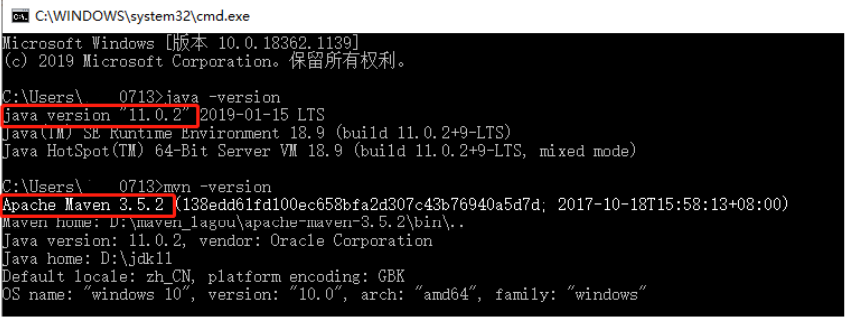 C:\WINDOWS\system32\cmd.exe
Microsoft Windows [版本 10.0.18362.1139]
(c) 2019 Microsoft Corporation。保留所有权利。
C:\Users\ 0713>java -version
java version "11.0.2" 2019-01-15 LTS
Java(TM) SE Runtime Environment 18.9 (build 11.0.2+9-LTS)
Java HotSpot(TM) 64-Bit Server VM 18.9 (build 11.0.2+9-LTS, mixed mode)
C:\Users\ 0713>mvn -version
Apache Maven 3.5.2 (138edd61fd100ec658bfa2d307c43b76940a5d7d; 2017-10-18T15:58:13+08:00)
Maven home: D:\maven_lagou\apache-maven-3.5.2\bin\..
Java version: 11.0.2, vendor: Oracle Corporation
Java home: D:\jdk11
Default locale: zh_CN, platform encoding: GBK
OS name: "windows 10", version: "10.0", arch: "amd64", family: "windows"